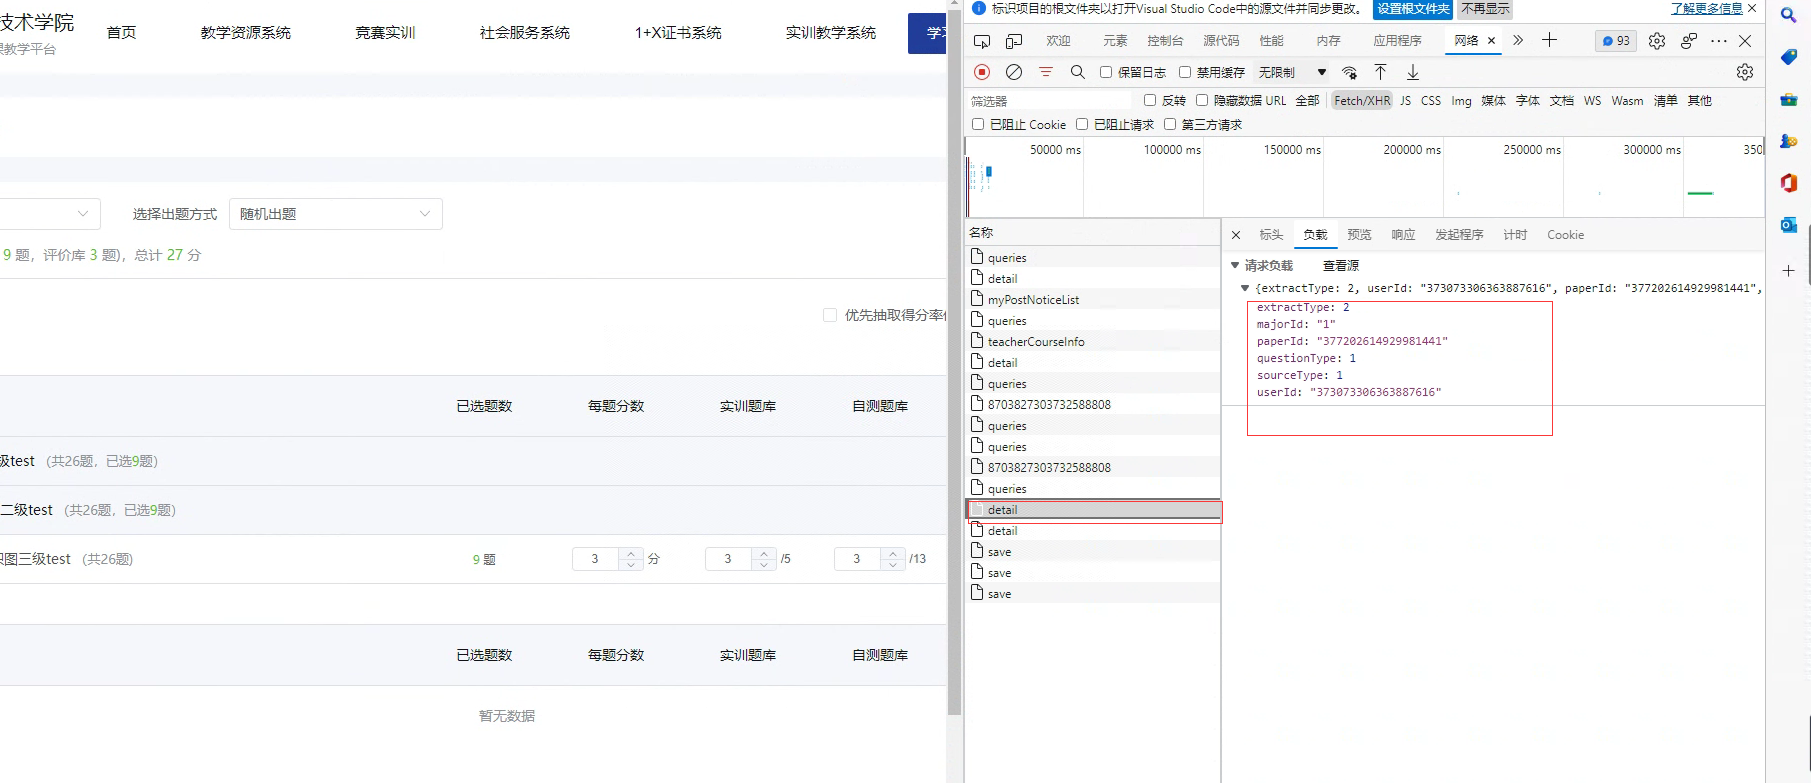 技术学院
果教学平台
首页
教学资源系统
竞赛实训
社会服务系统
1+X证书系统
实训教学系统
学习
选择出题方式
随机出题
9 题，评价库 3 题)，总计 27 分
优先抽取得分率
已选题数
每题分数
实训题库
自测题库
级test (共26题，已选9题)
二级test (共26题，已选9题)
识图三级test (共26题)
9 题
3
分
3
/5
3
/13
已选题数
每题分数
实训题库
自测题库
暂无数据
标识项目的根文件夹以打开Visual Studio Code中的源文件并同步更改。
设置根文件夹
不再显示
了解更多信息
欢迎
元素
控制台
源代码
性能
内存
应用程序
网络
93
保留日志
禁用缓存
无限制
筛选器
反转
隐藏数据 URL
全部
Fetch/XHR
JS
CSS
Img
媒体
字体
文档
WS
Wasm
清单
其他
已阻止 Cookie
已阻止请求
第三方请求
50000 ms
100000 ms
150000 ms
200000 ms
250000 ms
300000 ms
350
名称
queries
detail
myPostNoticeList
queries
teacherCourseInfo
detail
queries
8703827303732588808
queries
queries
8703827303732588808
queries
detail
detail
save
save
save
标头
负载
预览
响应
发起程序
计时
Cookie
请求负载
查看源
{extractType: 2, userId: "373073306363887616", paperId: "377202614929981441",
extractType: 2
majorId: "1"
paperId: "377202614929981441"
questionType: 1
sourceType: 1
userId: "373073306363887616"